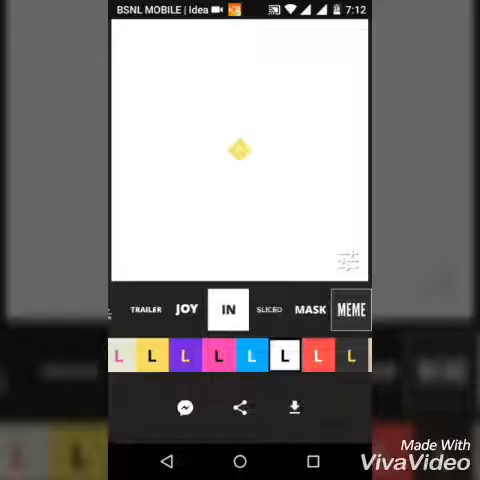 BSNL MOBILE | Idea 7:12
TRAILER JOY IN SLICED MASK MEME
L L L L L L L L
Made With
VivaVideo